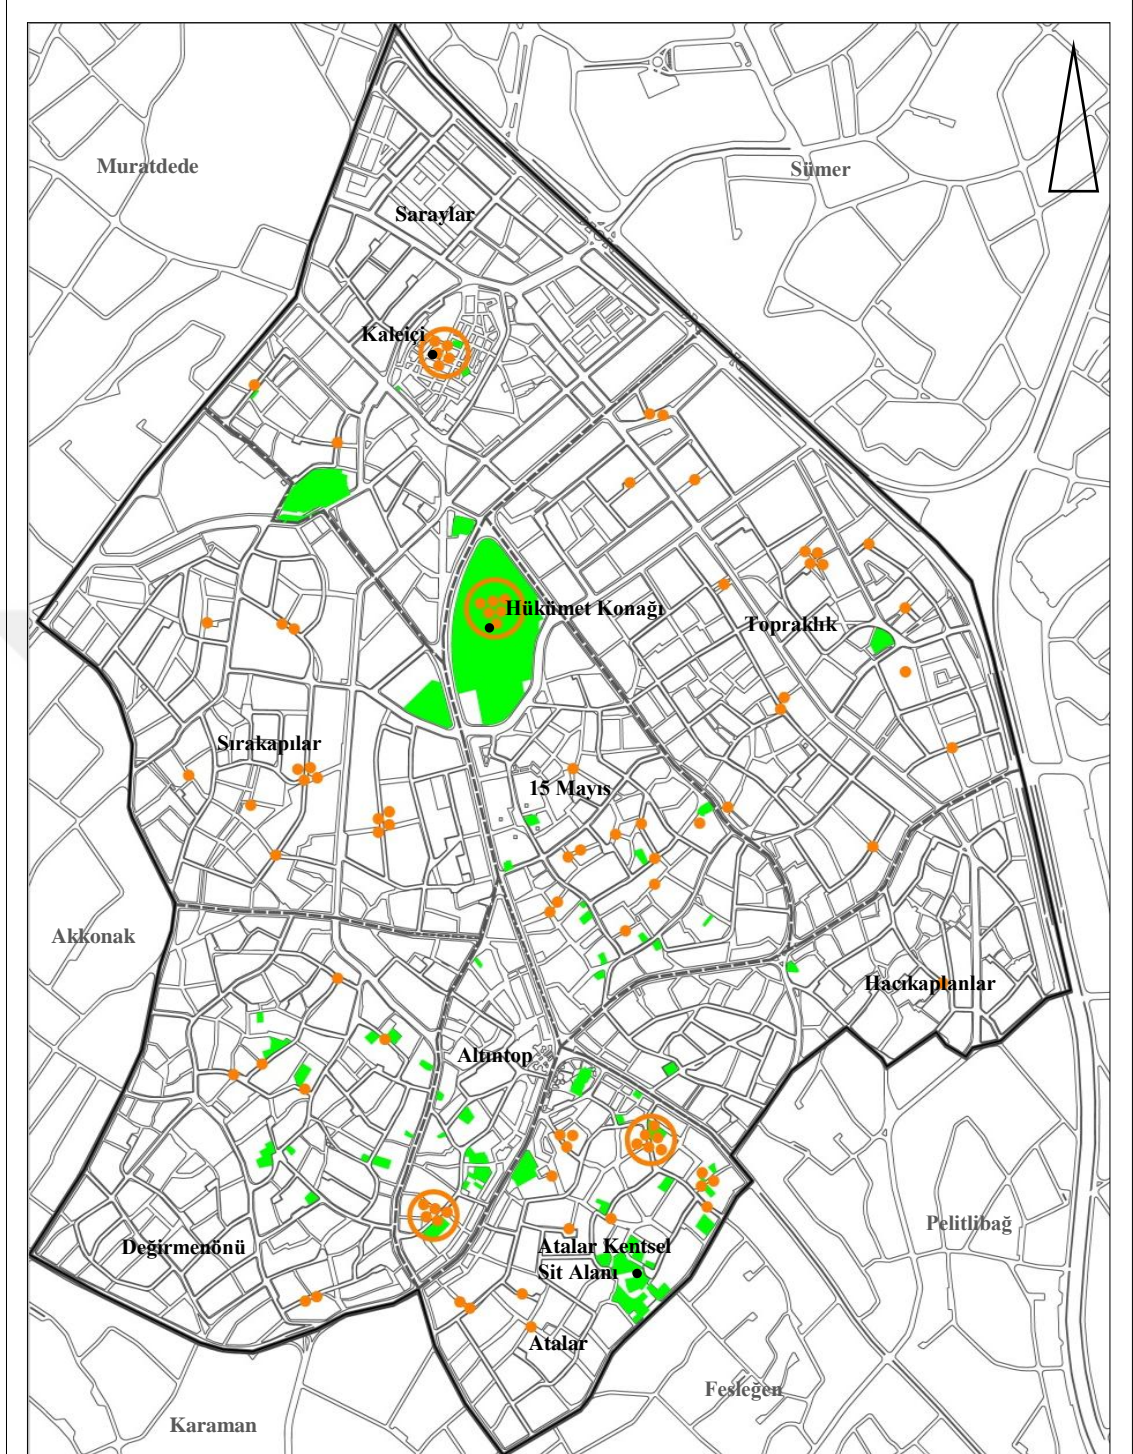 Muratdede
Sümer
Saraylar
Kaleiçi
Hükümet Konağı
Topraklık
Sırakapılar
15 Mayıs
Akkonak
Hacıkaplanlar
Altıntop
Pelitlibağ
Değirmenönü
Atalar Kentsel
Sit Alanı
Atalar
Fesleğen
Karaman